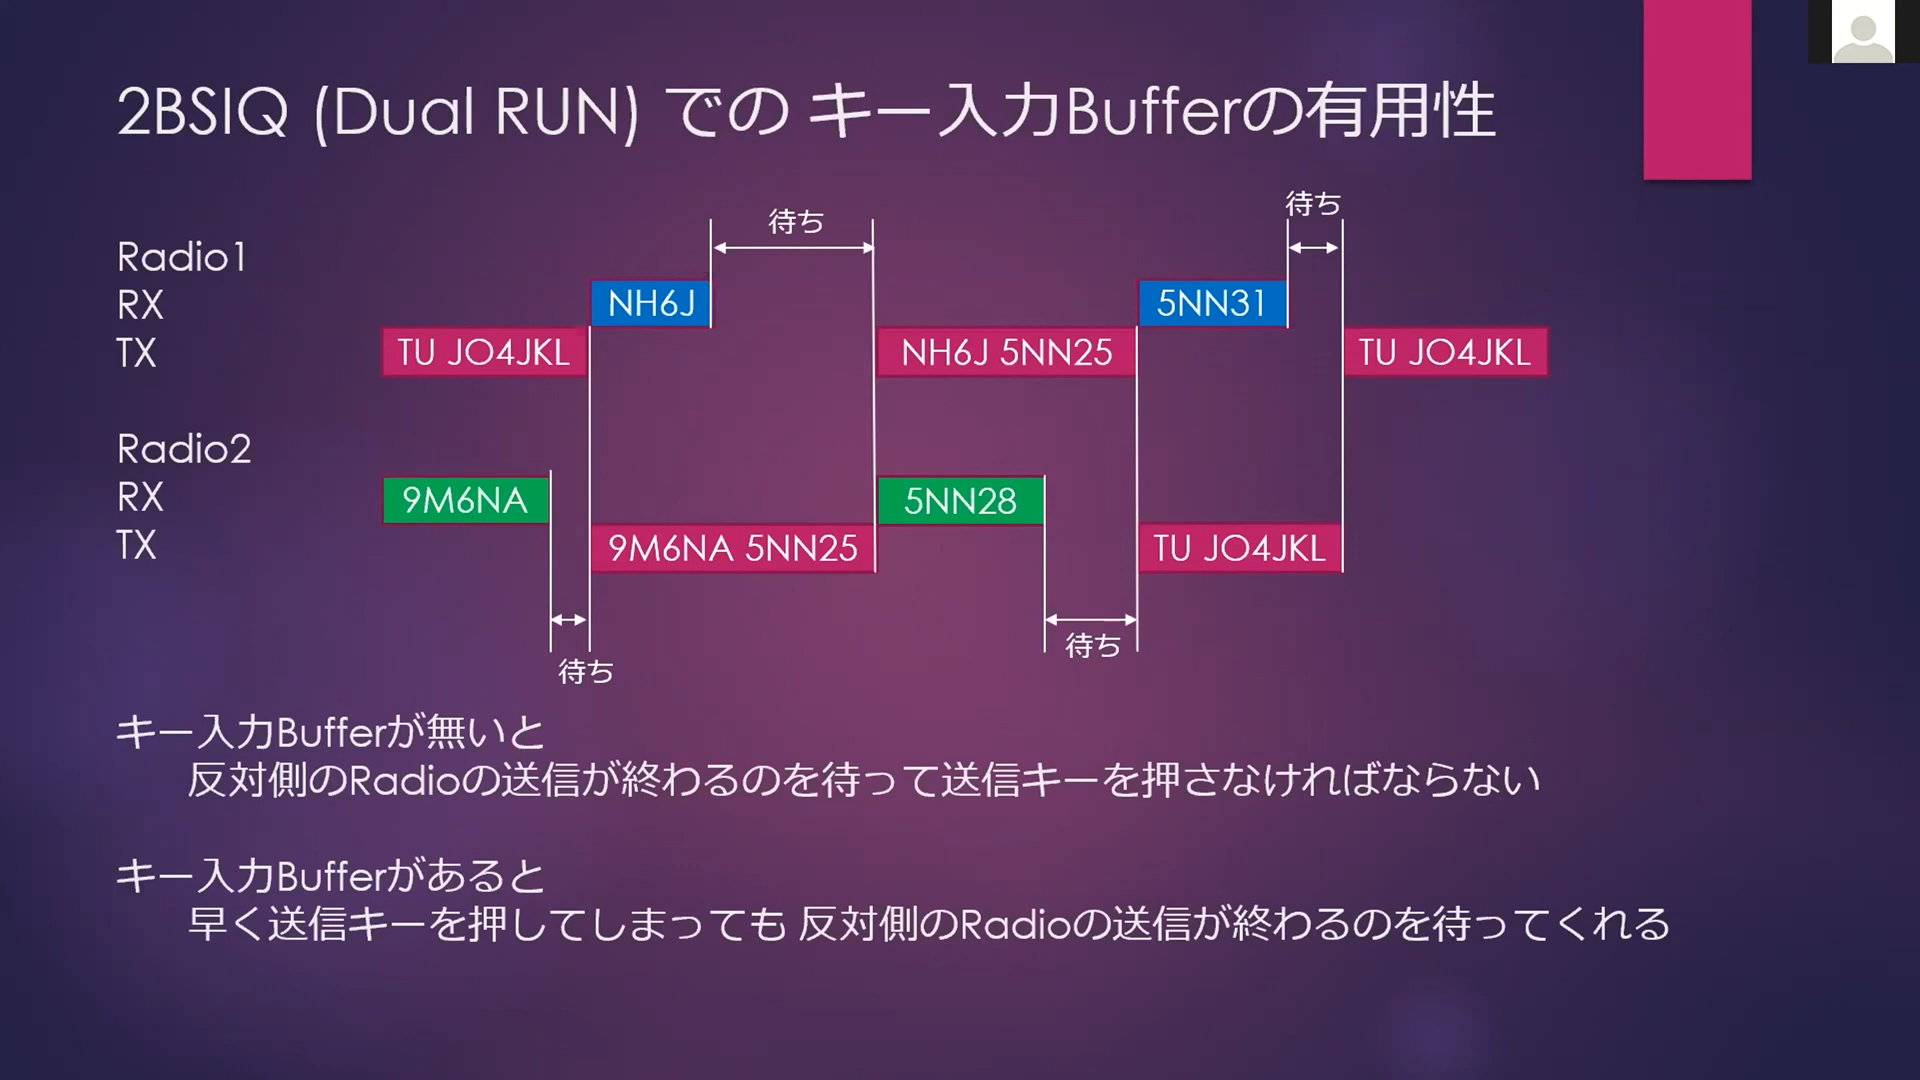 2BSIQ (Dual RUN) での キー入力Bufferの有用性
待ち
待ち
Radio1
RX
NH6J
5NN31
TX
TU JO4JKL
NH6J 5NN25
TU JO4JKL
Radio2
RX
9M6NA
5NN28
TX
9M6NA 5NN25
TU JO4JKL
待ち
待ち
キー入力Bufferが無いと
反対側のRadioの送信が終わるのを待って送信キーを押さなければならない
キー入力Bufferがあると
早く送信キーを押してしまっても 反対側のRadioの送信が終わるのを待ってくれる